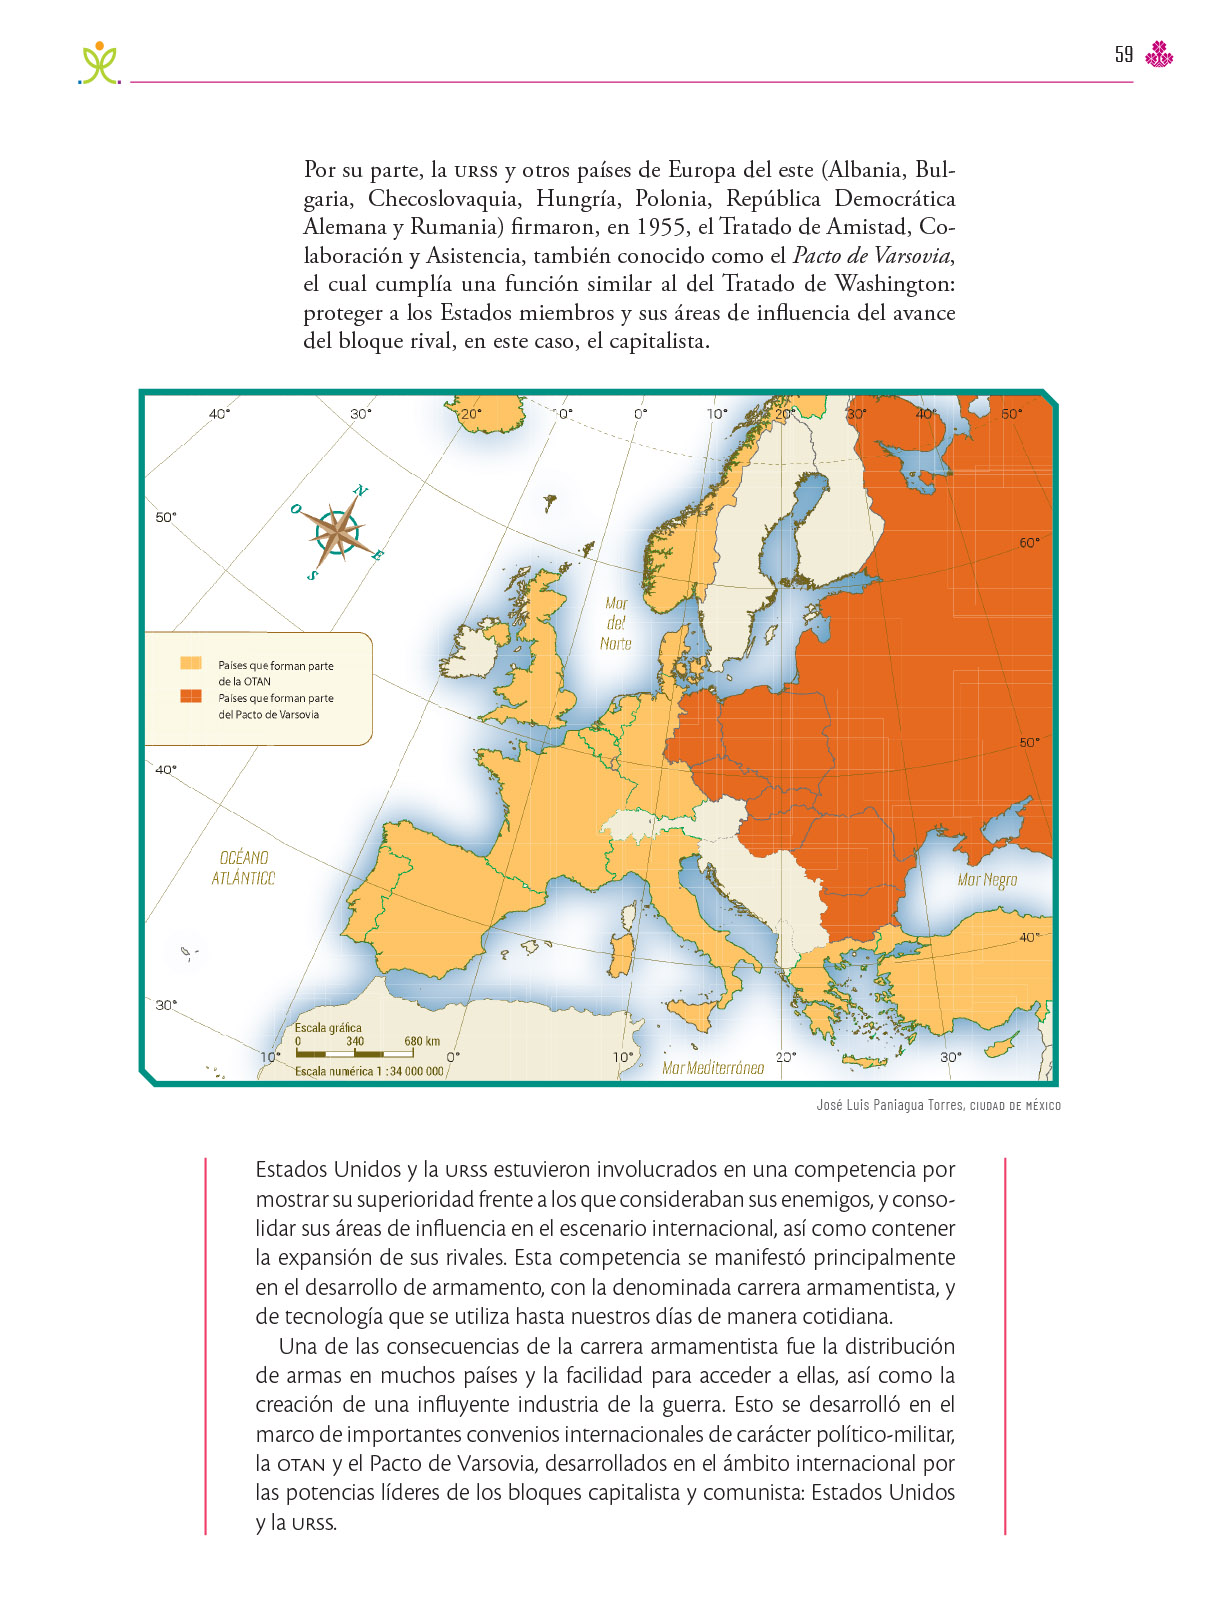 59
Por su parte, la URSS y otros países de Europa del este (Albania, Bul-
garia, Checoslovaquia, Hungría, Polonia, República Democrática
Alemana y Rumania) firmaron, en 1955, el Tratado de Amistad, Co-
laboración y Asistencia, también conocido como el Pacto de Varsovia,
el cual cumplía una función similar al del Tratado de Washington:
proteger a los Estados miembros y sus áreas de influencia del avance
del bloque rival, en este caso, el capitalista.
40° 30° 20° 0° 0° 10° 20° 30° 40° 50°
N
O
E
S
50°
60°
Mar
del
Norte
Países que forman parte
de la OTAN
Países que forman parte
del Pacto de Varsovia
50°
40°
OCÉANO
ATLÁNTICO
Mar Negro
40°
30°
Escala gráfica
0 340 680 km
10° 0° 10° 20° 30°
Mar Mediterráneo
Escala numérica 1 : 34 000 000
José Luis Paniagua Torres, CIUDAD DE MÉXICO
Estados Unidos y la URSS estuvieron involucrados en una competencia por
mostrar su superioridad frente a los que consideraban sus enemigos, y conso-
lidar sus áreas de influencia en el escenario internacional, así como contener
la expansión de sus rivales. Esta competencia se manifestó principalmente
en el desarrollo de armamento, con la denominada carrera armamentista, y
de tecnología que se utiliza hasta nuestros días de manera cotidiana.
Una de las consecuencias de la carrera armamentista fue la distribución
de armas en muchos países y la facilidad para acceder a ellas, así como la
creación de una influyente industria de la guerra. Esto se desarrolló en el
marco de importantes convenios internacionales de carácter político-militar,
la OTAN y el Pacto de Varsovia, desarrollados en el ámbito internacional por
las potencias líderes de los bloques capitalista y comunista: Estados Unidos
y la URSS.